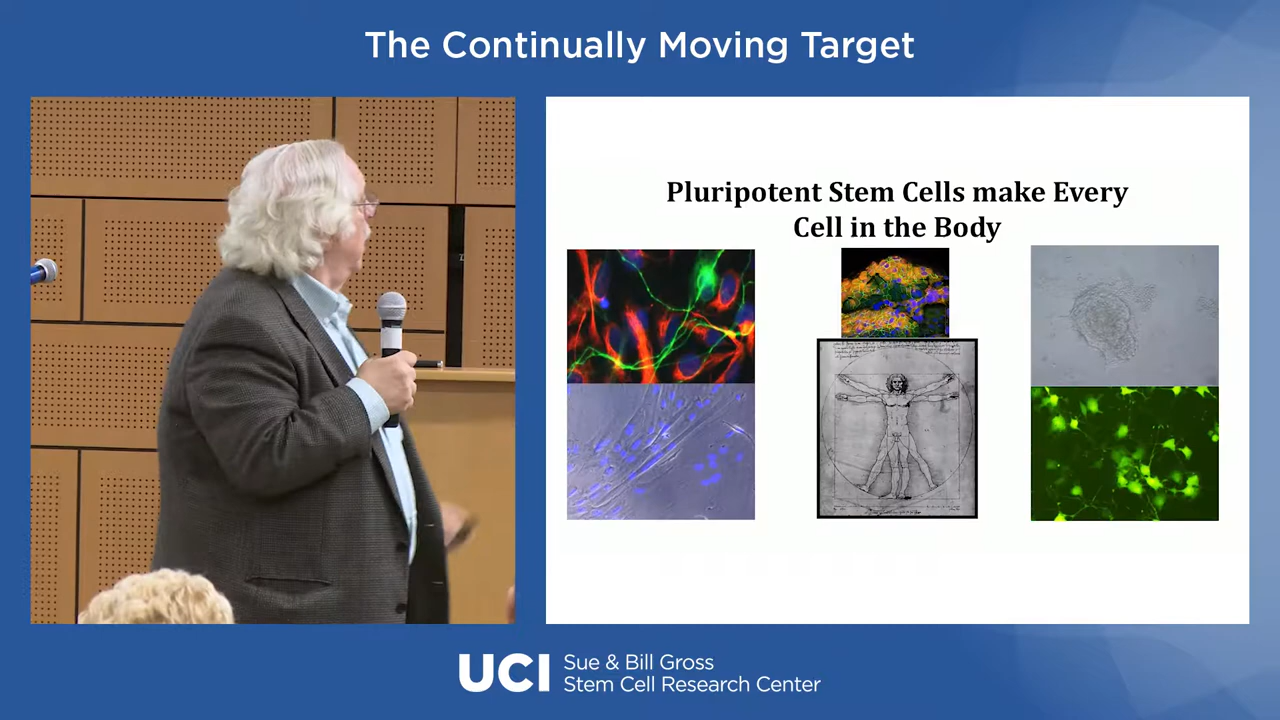 The Continually Moving Target
Pluripotent Stem Cells make Every
Cell in the Body
UCI
Sue & Bill Gross
Stem Cell Research Center